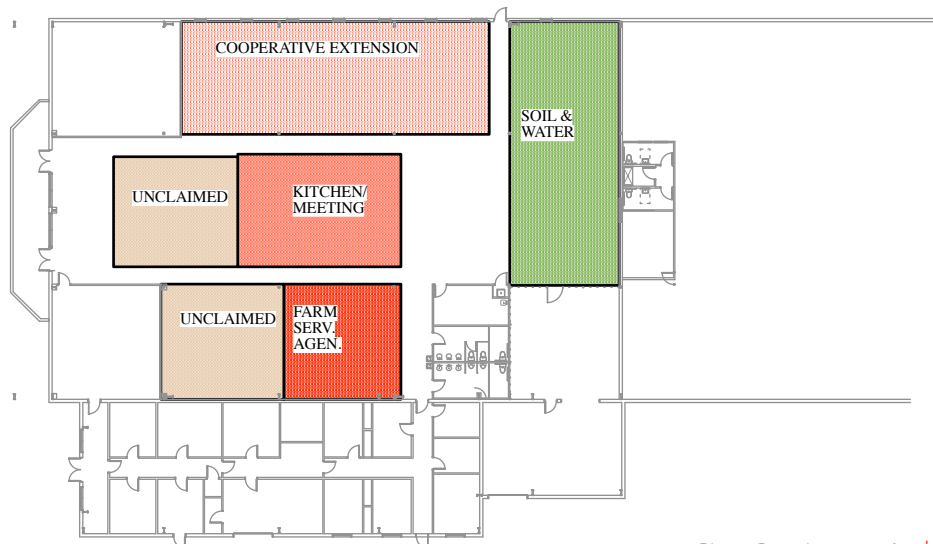 COOPERATIVE EXTENSION
SOIL &
WATER
UNCLAIMED
KITCHEN/
MEETING
UNCLAIMED
FARM
SERV.
AGEN.